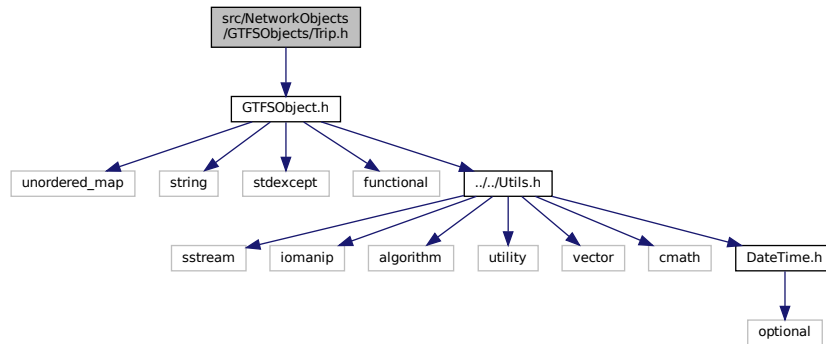 src/NetworkObjects
/GTFSObjects/Trip.h
GTFSObject.h
unordered_map
string
stdexcept
functional
../../Utils.h
sstream
iomanip
algorithm
utility
vector
cmath
DateTime.h
optional